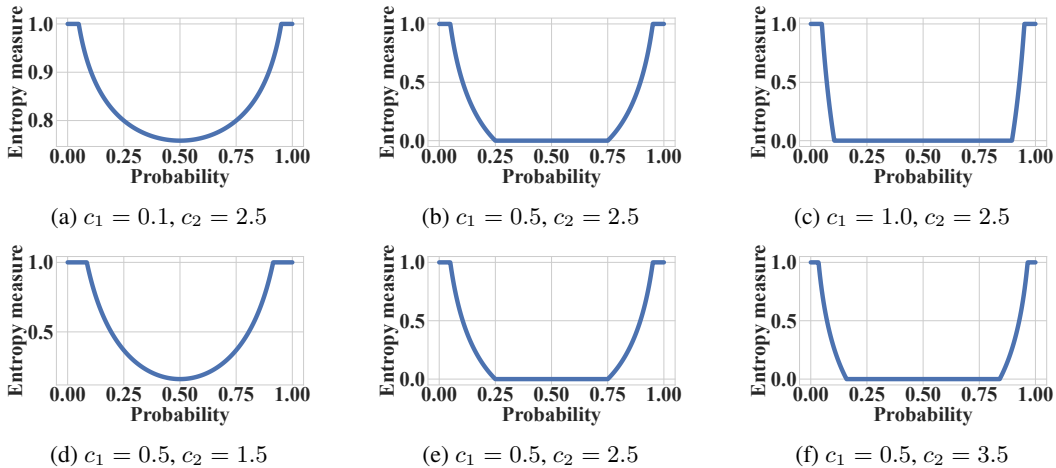 Entropy measure
1.0
0.9
0.8
0.00 0.25 0.50 0.75 1.00
Probability
(a) c₁ = 0.1, c₂ = 2.5
Entropy measure
1.0
0.5
0.0
0.00 0.25 0.50 0.75 1.00
Probability
(b) c₁ = 0.5, c₂ = 2.5
Entropy measure
1.0
0.5
0.0
0.00 0.25 0.50 0.75 1.00
Probability
(c) c₁ = 1.0, c₂ = 2.5
Entropy measure
1.0
0.5
0.00 0.25 0.50 0.75 1.00
Probability
(d) c₁ = 0.5, c₂ = 1.5
Entropy measure
1.0
0.5
0.0
0.00 0.25 0.50 0.75 1.00
Probability
(e) c₁ = 0.5, c₂ = 2.5
Entropy measure
1.0
0.5
0.0
0.00 0.25 0.50 0.75 1.00
Probability
(f) c₁ = 0.5, c₂ = 3.5